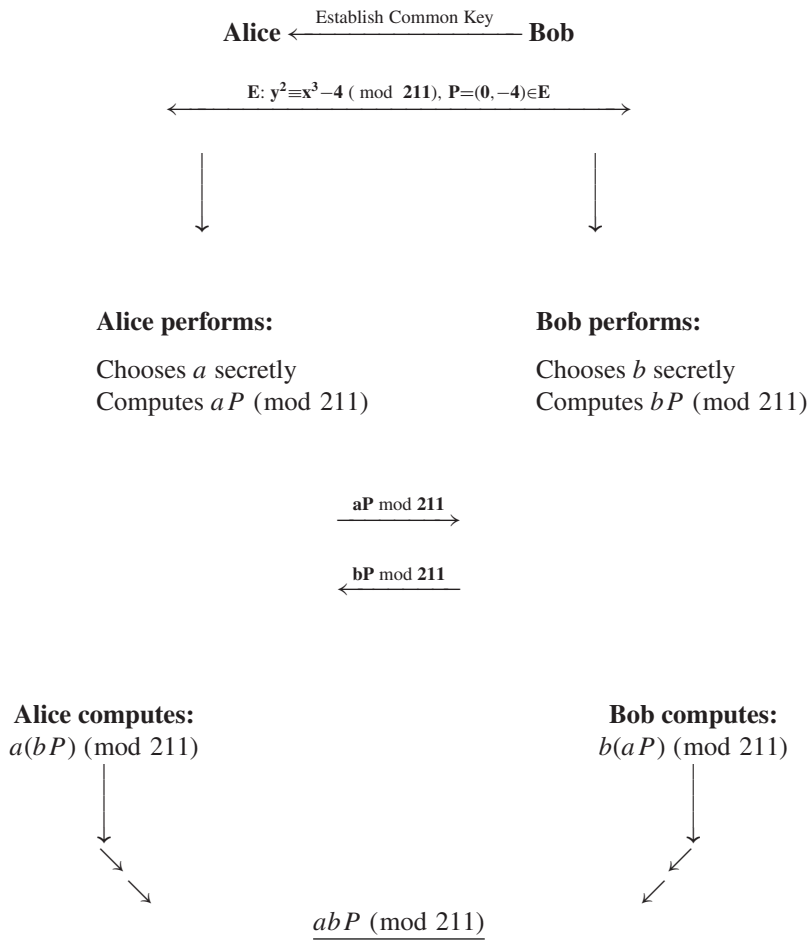 Establish Common Key
Alice Bob
E: y²≡x³−4 ( mod 211), P=(0,−4)∈E
Alice performs: Bob performs:
Chooses a secretly Chooses b secretly
Computes aP (mod 211) Computes bP (mod 211)
aP mod 211
bP mod 211
Alice computes: Bob computes:
a(bP) (mod 211) b(aP) (mod 211)
abP (mod 211)